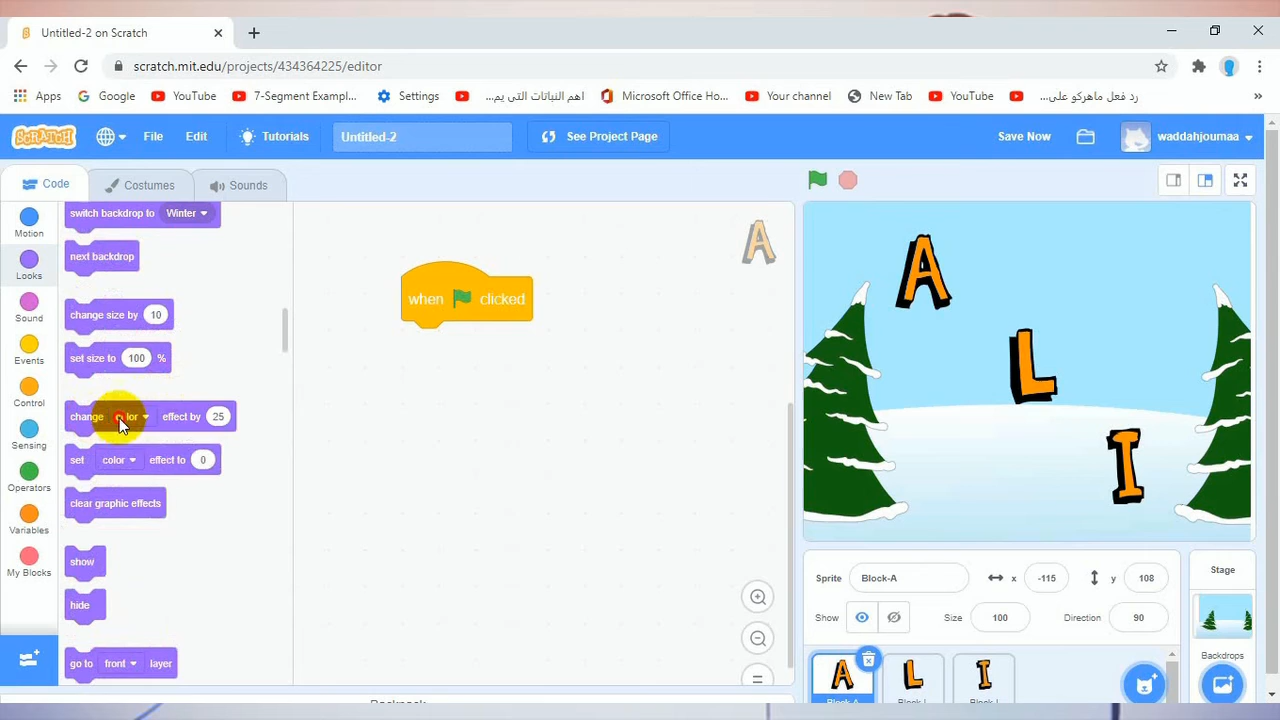 Untitled-2 on Scratch
scratch.mit.edu/projects/434364225/editor
Apps Google YouTube 7-Segment Exampl... Settings اهم النباتات التي يم... Microsoft Office Ho... Your channel New Tab YouTube رد فعل ماهركو على... »
SCRATCH File Edit Tutorials Untitled-2 See Project Page Save Now waddahjoumaa
Code Costumes Sounds
Motion
Looks
Sound
Events
Control
Sensing
Operators
Variables
My Blocks
switch backdrop to Winter
next backdrop
change size by 10
set size to 100 %
change effect by 25
set color effect to 0
clear graphic effects
show
hide
go to front layer
when clicked
A
A
L
I
Sprite Block-A x -115 y 108
Show Size 100 Direction 90
A L I
Stage
Backdrops